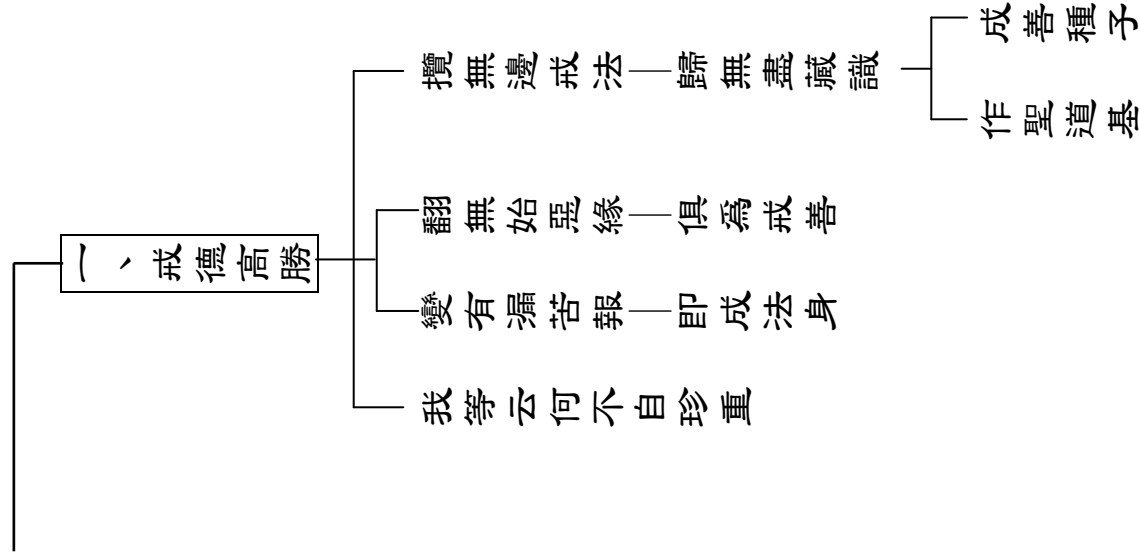 一、戒德高勝
攬無邊戒法——歸無盡藏識
成善種子
作聖道基
翻無始惡緣——俱爲戒善
變有漏苦報——即成法身
我等云何不自珍重